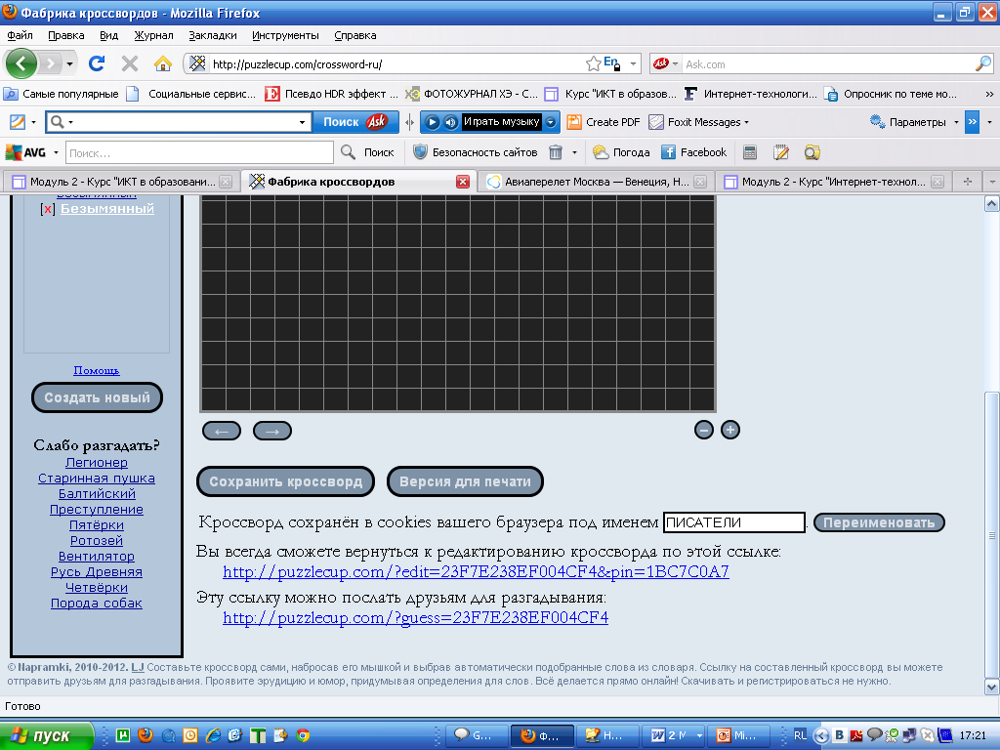 Фабрика кроссвордов - Mozilla Firefox
Файл Правка Вид Журнал Закладки Инструменты Справка
http://puzzlecup.com/crossword-ru/ En Ask Ask.com
Самые популярные Социальные сервис... Псевдо HDR эффект ... ФОТОЖУРНАЛ ХЭ - С... Курс "ИКТ в образов... Интернет-технологи... Опросник по теме мо... »
Поиск Ask Играть музыку Create PDF Foxit Messages Параметры »
AVG Поиск... Поиск Безопасность сайтов Погода Facebook
Модуль 2 - Курс "ИКТ в образовани... Фабрика кроссвордов Авиаперелет Москва — Венеция, Н... Модуль 2 - Курс "Интернет-технол...
Безымянный
[x] Безымянный
Помощь
Создать новый
Слабо разгадать?
Легионер
Старинная пушка
Балтийский
Преступление
Пятёрки
Ротозей
Вентилятор
Русь Древняя
Четвёрки
Порода собак
← → − +
Сохранить кроссворд Версия для печати
Кроссворд сохранён в cookies вашего браузера под именем ПИСАТЕЛИ . Переименовать
Вы всегда сможете вернуться к редактированию кроссворда по этой ссылке:
http://puzzlecup.com/?edit=23F7E238EF004CF4&pin=1BC7C0A7
Эту ссылку можно послать друзьям для разгадывания:
http://puzzlecup.com/?guess=23F7E238EF004CF4
© Napramki, 2010-2012. LJ Составьте кроссворд сами, набросав его мышкой и выбрав автоматически подобранные слова из словаря. Ссылку на составленный кроссворд вы можете
отправить друзьям для разгадывания. Проявите эрудицию и юмор, придумывая определения для слов. Всё делается прямо онлайн! Скачивать и регистрироваться не нужно.
Готово
пуск G... Ф... Н... 2 М Mi... RU 17:21